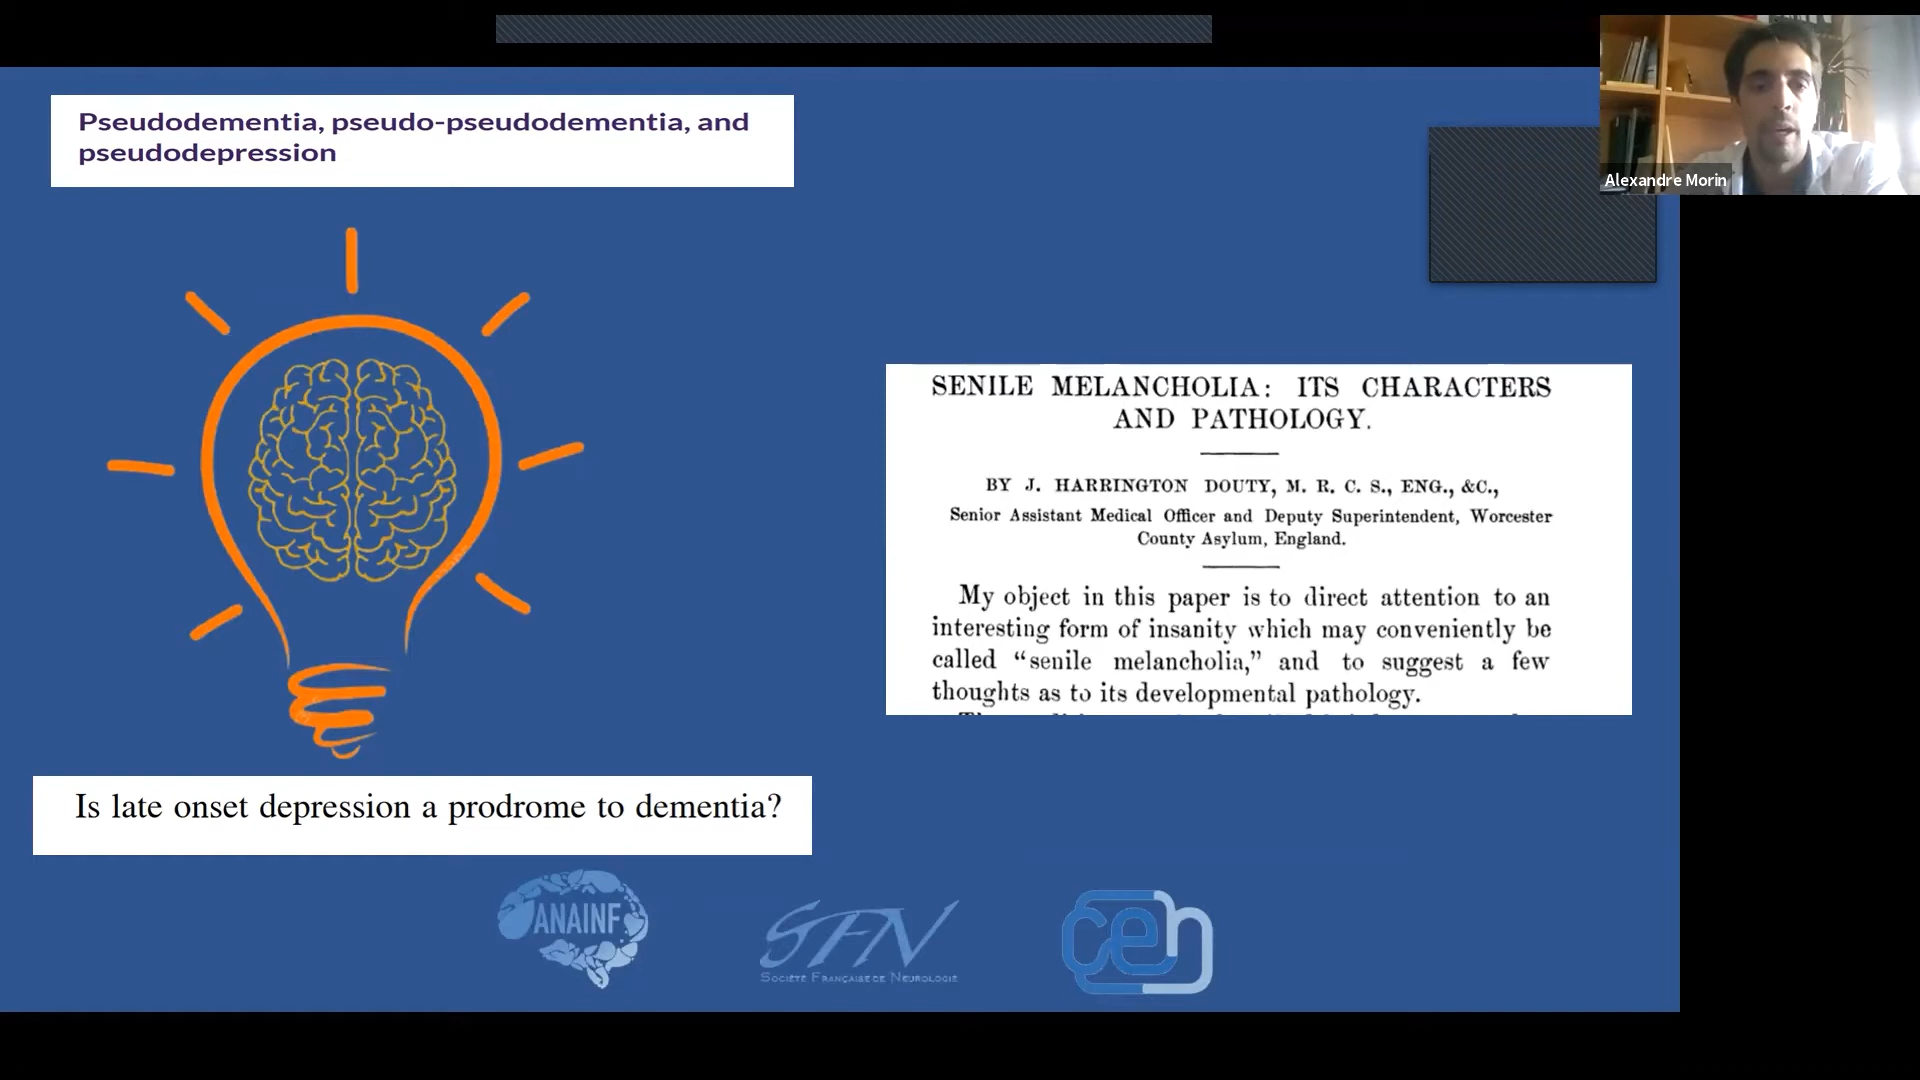 Pseudodementia, pseudo-pseudodementia, and
pseudodepression
Alexandre Morin
SENILE MELANCHOLIA: ITS CHARACTERS
AND PATHOLOGY.
BY J. HARRINGTON DOUTY, M. R. C. S., ENG., &C.,
Senior Assistant Medical Officer and Deputy Superintendent, Worcester
County Asylum, England.
My object in this paper is to direct attention to an
interesting form of insanity which may conveniently be
called “senile melancholia,” and to suggest a few
thoughts as to its developmental pathology.
Is late onset depression a prodrome to dementia?
ANAINF
SFN
SOCIÉTÉ FRANÇAISE DE NEUROLOGIE
cen